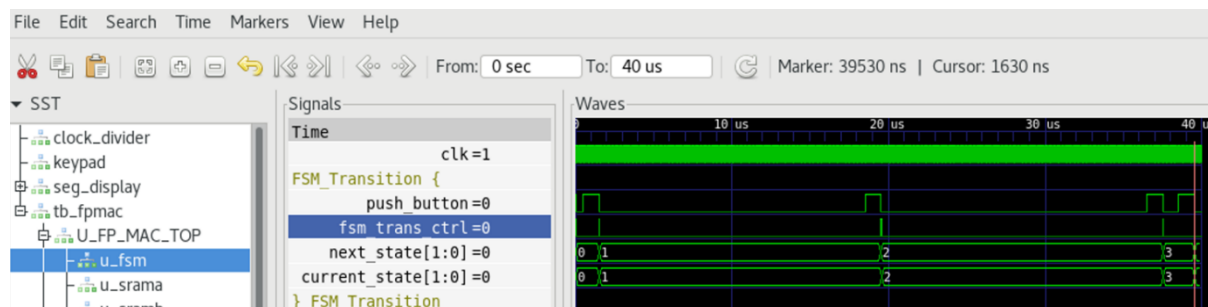 File Edit Search Time Markers View Help
From: 0 sec To: 40 us Marker: 39530 ns | Cursor: 1630 ns
SST
clock_divider
keypad
seg_display
tb_fpmac
U_FP_MAC_TOP
u_fsm
u_srama
Signals
Time
clk=1
FSM_Transition {
push_button=0
fsm_trans_ctrl=0
next_state[1:0]=0
current_state[1:0]=0
} FSM_Transition
Waves
10 us 20 us 30 us 40 u
0 1 2 3
0 1 2 3